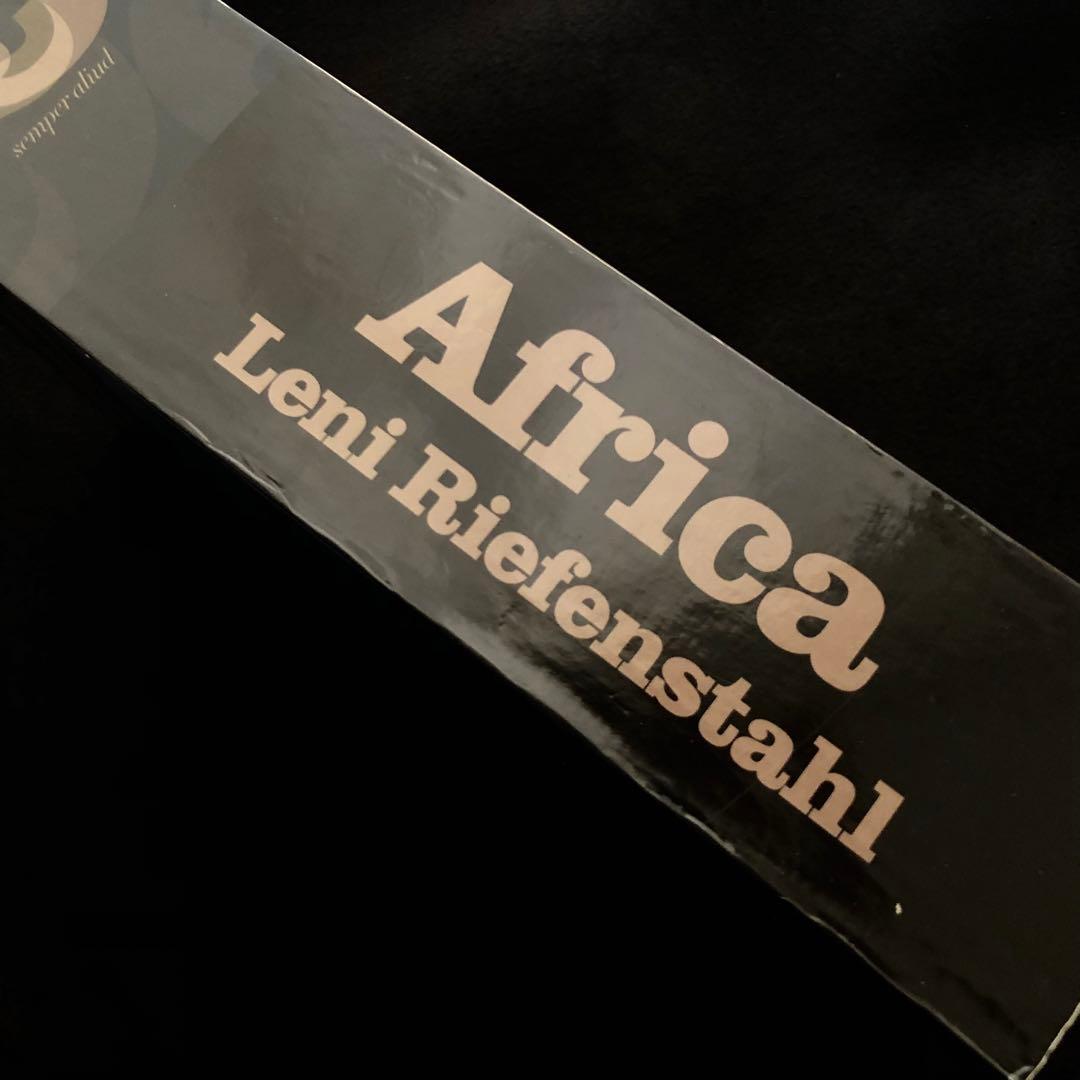 semper aliud
Africa
Leni Riefenstahl